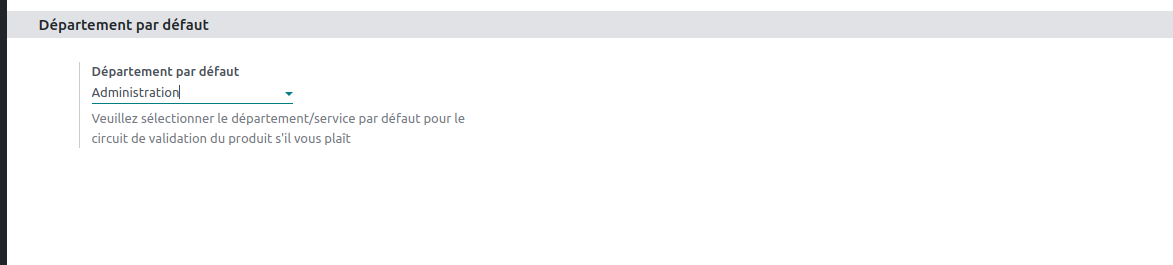 Département par défaut
Département par défaut
Administration
Veuillez sélectionner le département/service par défaut pour le
circuit de validation du produit s'il vous plaît